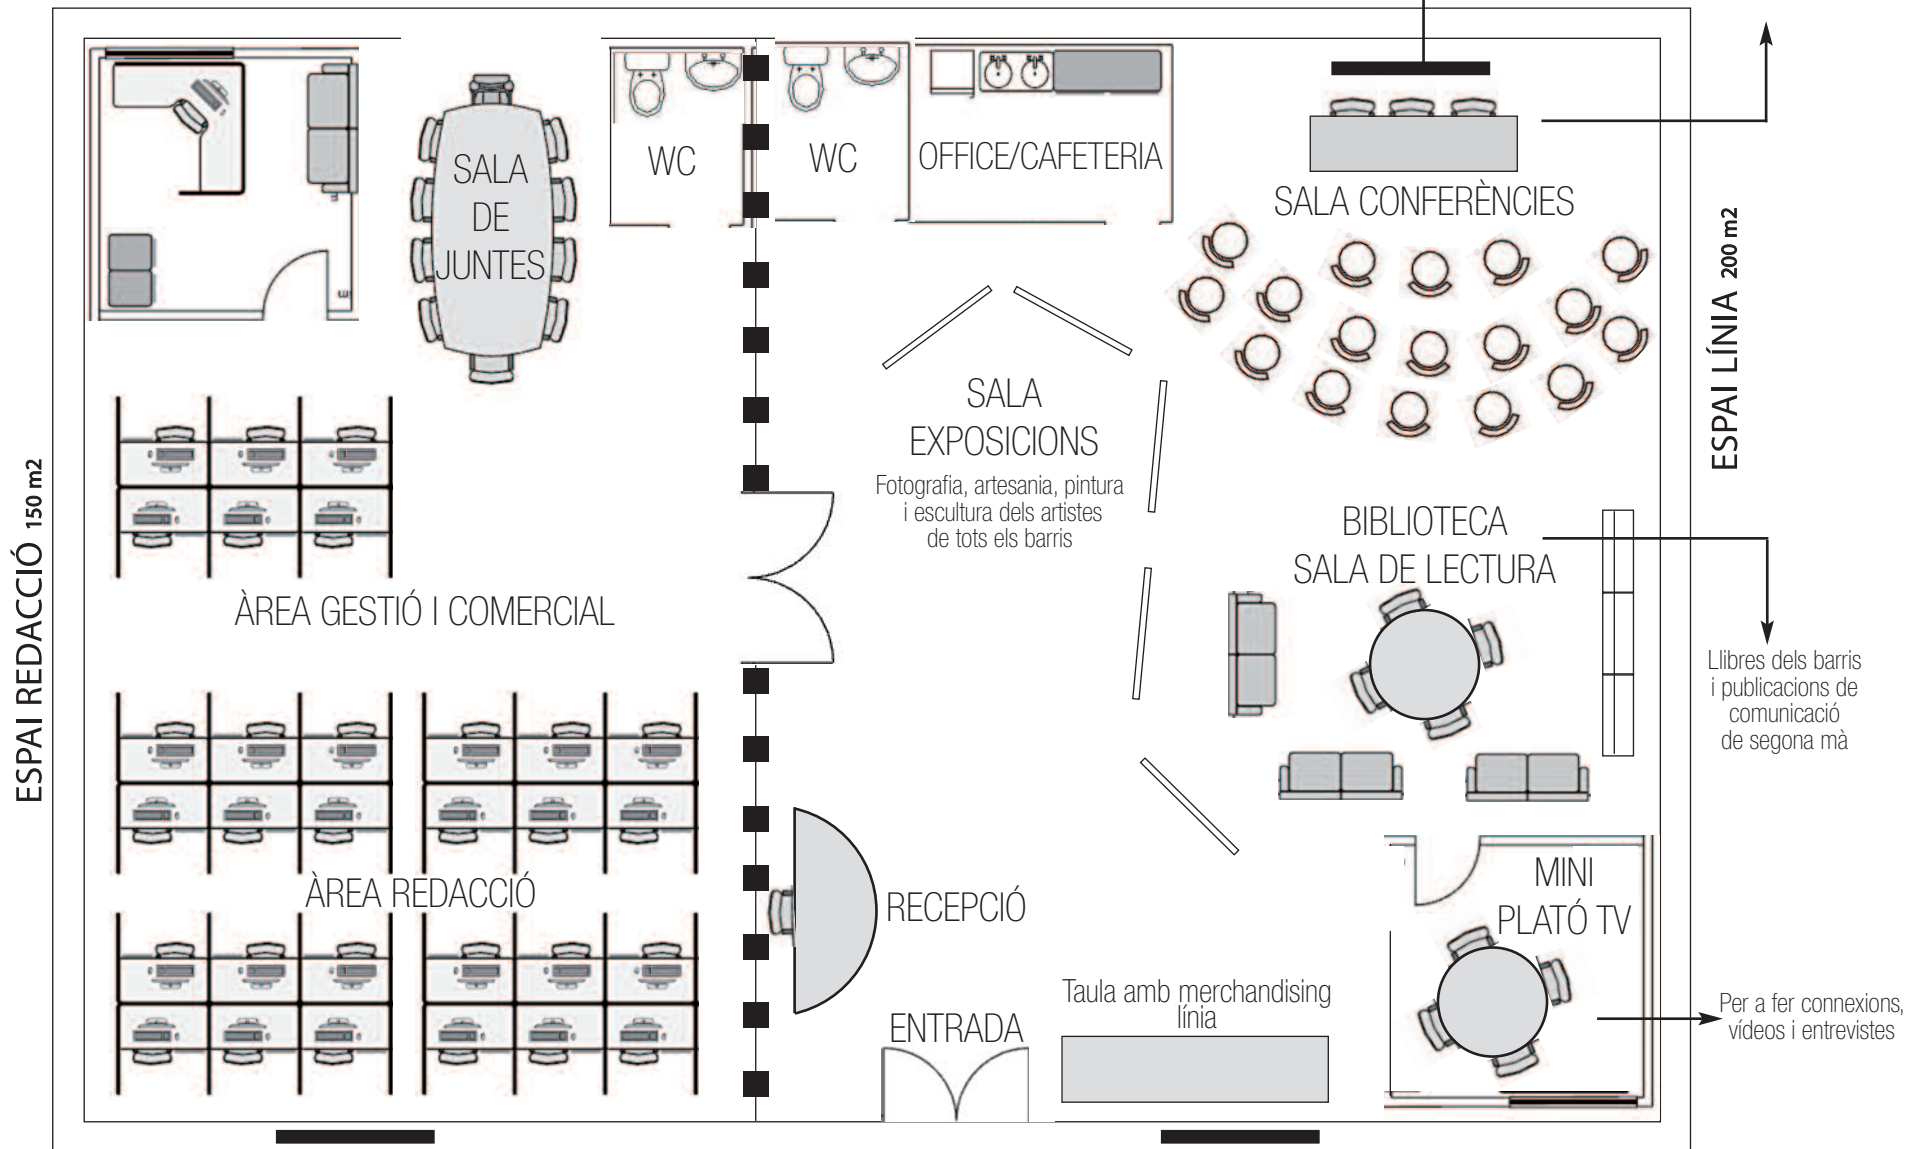 SALA
DE
JUNTES
WC
WC
OFFICE/CAFETERIA
SALA CONFERÈNCIES
ESPAI REDACCIÓ 150 m2
ESPAI LÍNIA 200 m2
SALA
EXPOSICIONS
Fotografia, artesania, pintura
i escultura dels artistes
de tots els barris
BIBLIOTECA
SALA DE LECTURA
ÀREA GESTIÓ I COMERCIAL
Llibres dels barris
i publicacions de
comunicació
de segona mà
ÀREA REDACCIÓ
RECEPCIÓ
MINI
PLATÓ TV
Taula amb merchandising
línia
ENTRADA
Per a fer connexions,
vídeos i entrevistes